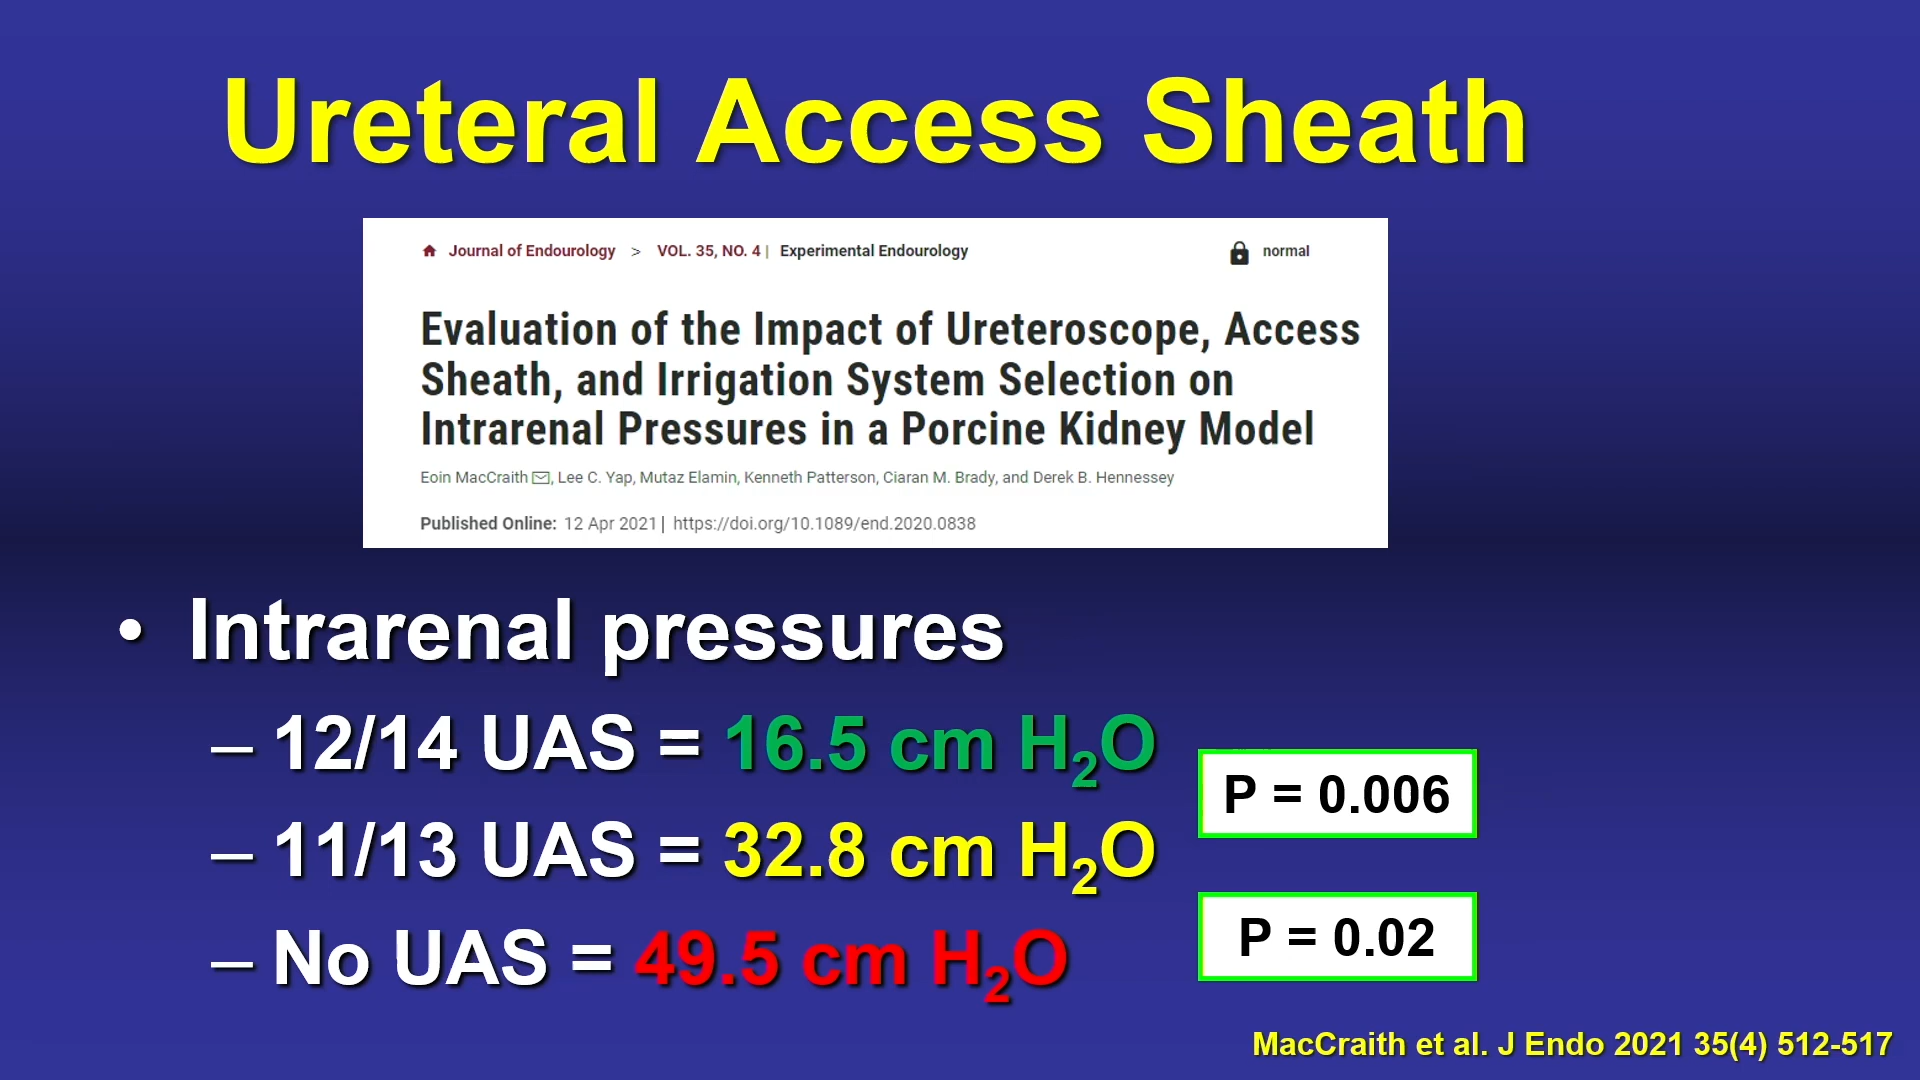 Ureteral Access Sheath
Journal of Endourology > VOL. 35, NO. 4 | Experimental Endourology normal
Evaluation of the Impact of Ureteroscope, Access
Sheath, and Irrigation System Selection on
Intrarenal Pressures in a Porcine Kidney Model
Eoin MacCraith, Lee C. Yap, Mutaz Elamin, Kenneth Patterson, Ciaran M. Brady, and Derek B. Hennessey
Published Online: 12 Apr 2021 | https://doi.org/10.1089/end.2020.0838
• Intrarenal pressures
– 12/14 UAS = 16.5 cm H₂O
P = 0.006
– 11/13 UAS = 32.8 cm H₂O
P = 0.02
– No UAS = 49.5 cm H₂O
MacCraith et al. J Endo 2021 35(4) 512-517